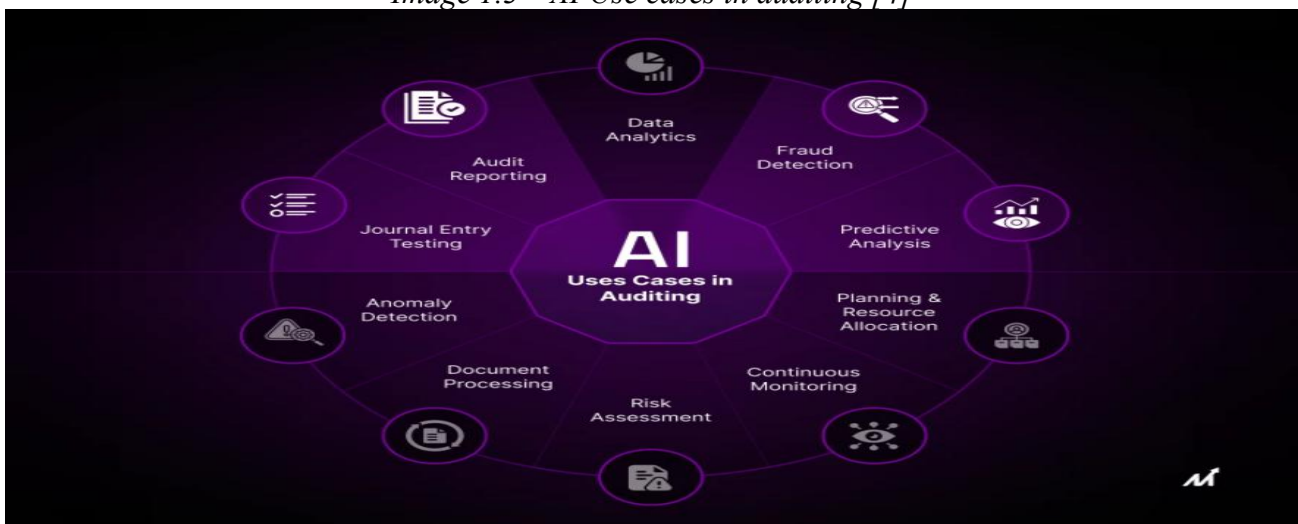 Image 1.3 – AI Use cases in auditing [4]
Data
Analytics
Fraud
Detection
Predictive
Analysis
Planning &
Resource
Allocation
Continuous
Monitoring
Risk
Assessment
Document
Processing
Anomaly
Detection
Journal Entry
Testing
Audit
Reporting
AI
Uses Cases in
Auditing